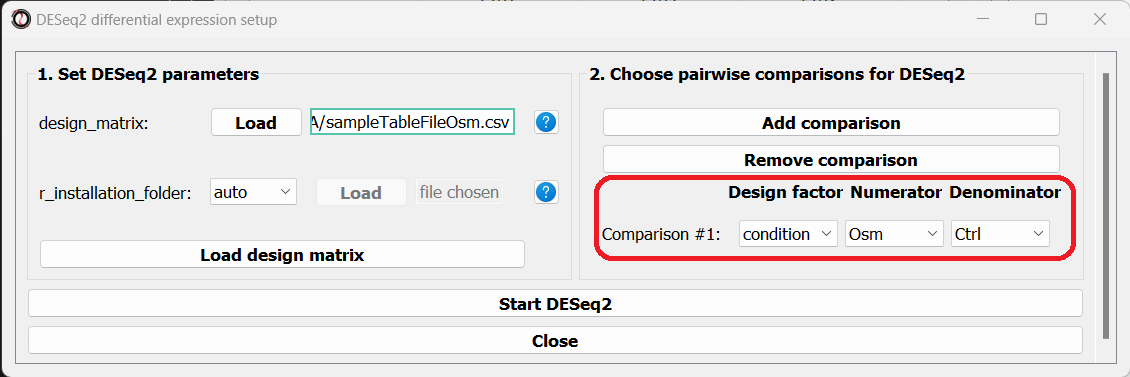 DESeq2 differential expression setup
1. Set DESeq2 parameters
design_matrix:
Load
A/sampleTableFileOsm.csv
?
r_installation_folder:
auto
Load
file chosen
?
Load design matrix
2. Choose pairwise comparisons for DESeq2
Add comparison
Remove comparison
Design factor Numerator Denominator
Comparison #1: condition Osm Ctrl
Start DESeq2
Close